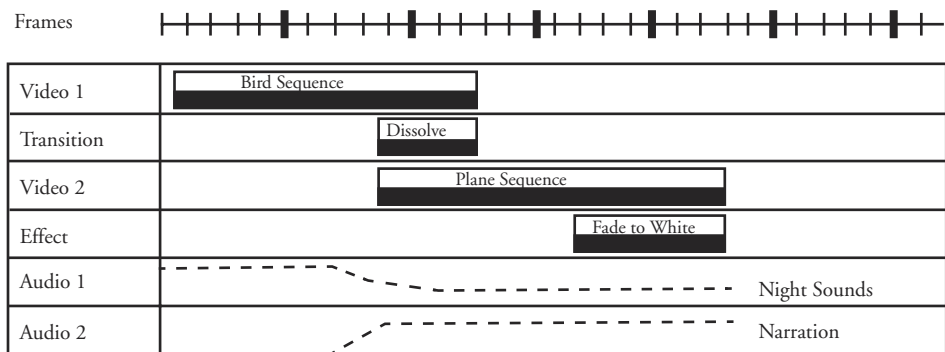 Frames
Video 1
Bird Sequence
Transition
Dissolve
Video 2
Plane Sequence
Effect
Fade to White
Audio 1
Night Sounds
Audio 2
Narration